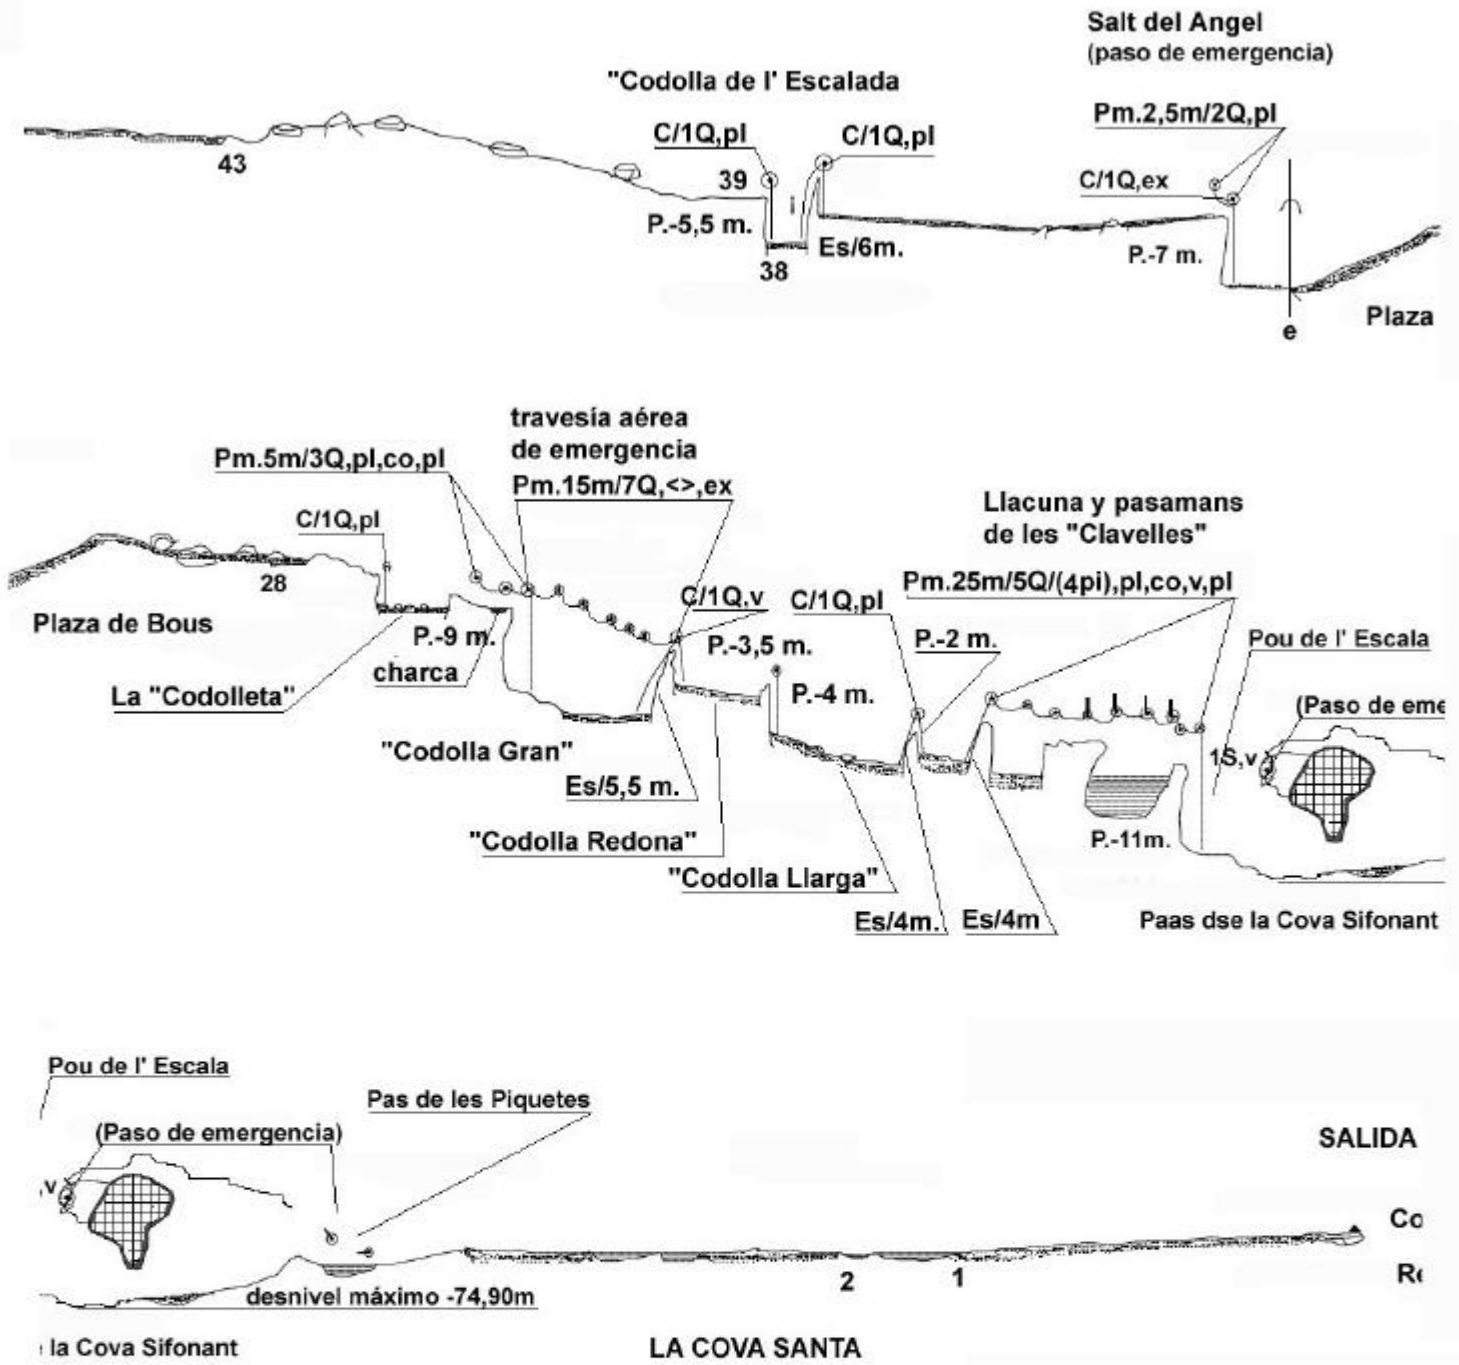 Salt del Angel
(paso de emergencia)
"Codolla de l' Escalada
Pm.2,5m/2Q,pl
C/1Q,pl
C/1Q,pl
43
39
C/1Q,ex
P.-5,5 m.
Es/6m.
P.-7 m.
38
Plaza
e
travesía aérea
de emergencia
Pm.5m/3Q,pl,co,pl
Pm.15m/7Q,<>,ex
Llacuna y pasamans
de les "Clavelles"
C/1Q,pl
28
Pm.25m/5Q/(4pi),pl,co,v,pl
C/1Q,v
C/1Q,pl
Plaza de Bous
P.-9 m.
P.-3,5 m.
P.-2 m.
Pou de l' Escala
charca
La "Codolleta"
P.-4 m.
(Paso de eme
"Codolla Gran"
1S,v
Es/5,5 m.
"Codolla Redona"
P.-11m.
"Codolla Llarga"
Es/4m.
Es/4m
Paas dse la Cova Sifonant
Pou de l' Escala
Pas de les Piquetes
(Paso de emergencia)
SALIDA
,v
Co
2
1
desnivel máximo -74,90m
la Cova Sifonant
LA COVA SANTA